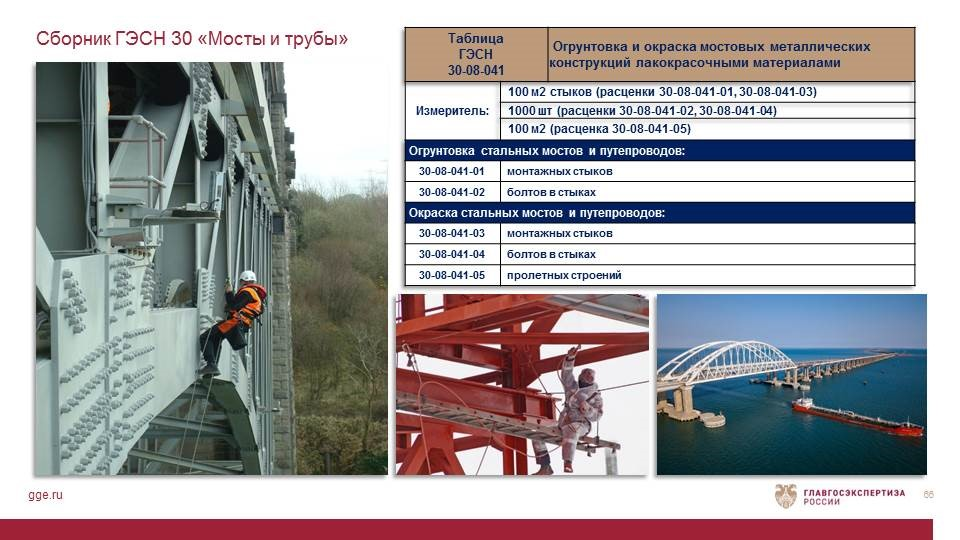 Сборник ГЭСН 30 «Мосты и трубы»
Таблица
ГЭСН
30-08-041
Огрунтовка и окраска мостовых металлических
конструкций лакокрасочными материалами
Измеритель:
100 м2 стыков (расценки 30-08-041-01, 30-08-041-03)
1000 шт (расценки 30-08-041-02, 30-08-041-04)
100 м2 (расценка 30-08-041-05)
Огрунтовка стальных мостов и путепроводов:
30-08-041-01 монтажных стыков
30-08-041-02 болтов в стыках
Окраска стальных мостов и путепроводов:
30-08-041-03 монтажных стыков
30-08-041-04 болтов в стыках
30-08-041-05 пролетных строений
gge.ru
ГЛАВГОСЭКСПЕРТИЗА
РОССИИ
66